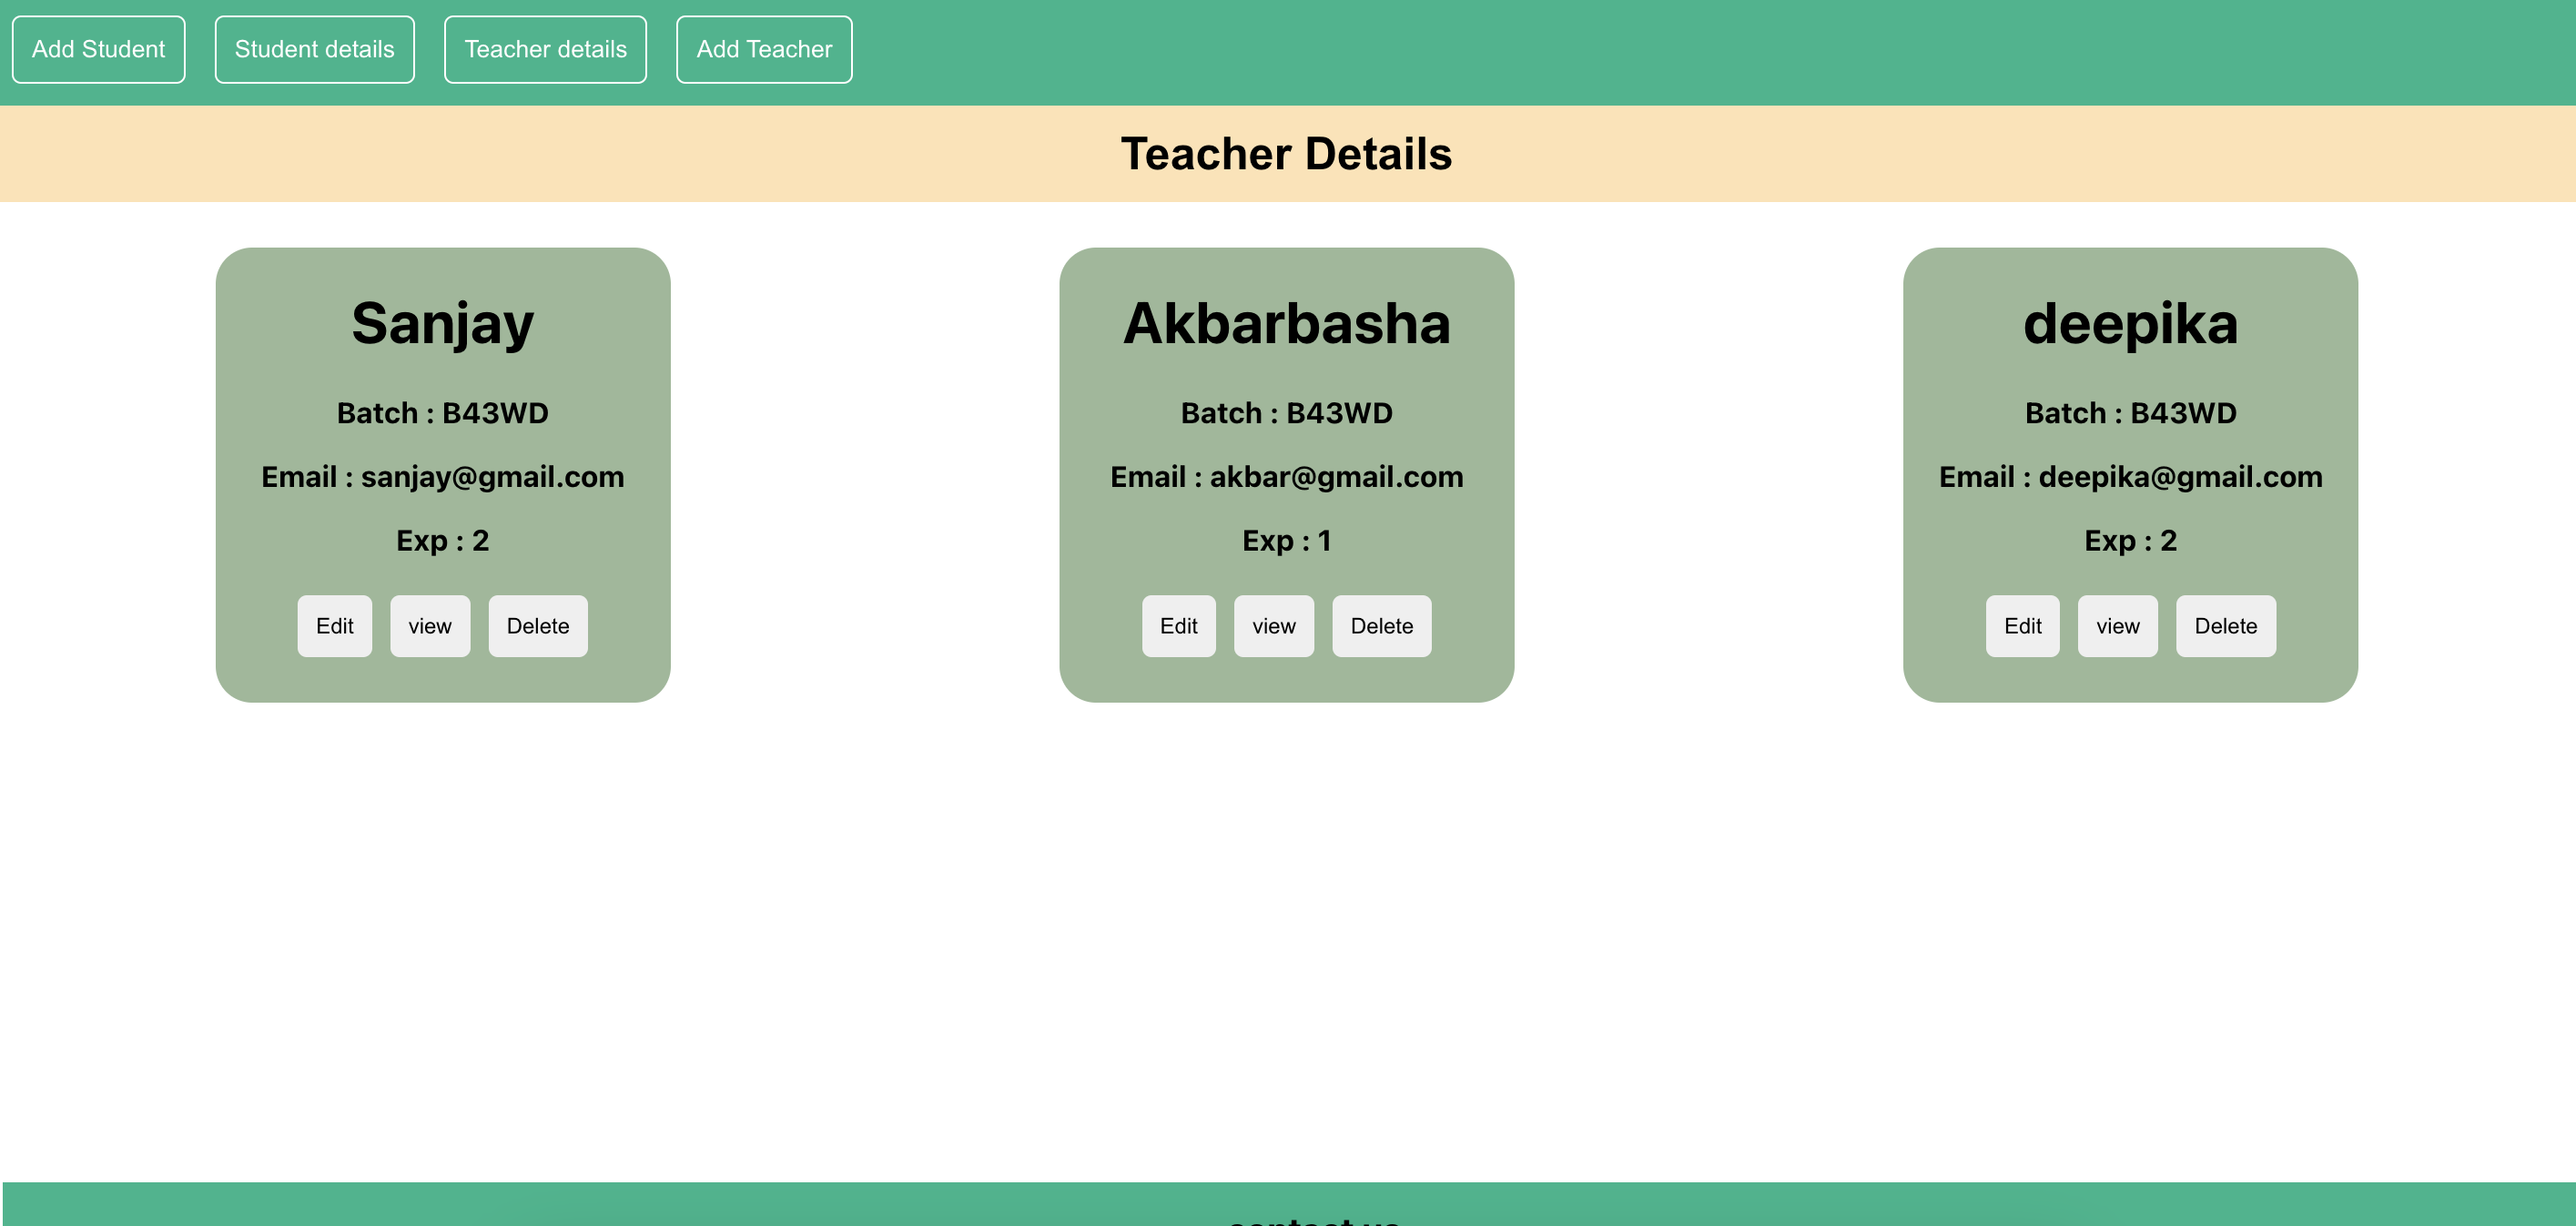 Add Student Student details Teacher details Add Teacher
Teacher Details
Sanjay
Batch : B43WD
Email : sanjay@gmail.com
Exp : 2
Edit view Delete
Akbarbasha
Batch : B43WD
Email : akbar@gmail.com
Exp : 1
Edit view Delete
deepika
Batch : B43WD
Email : deepika@gmail.com
Exp : 2
Edit view Delete
contact us